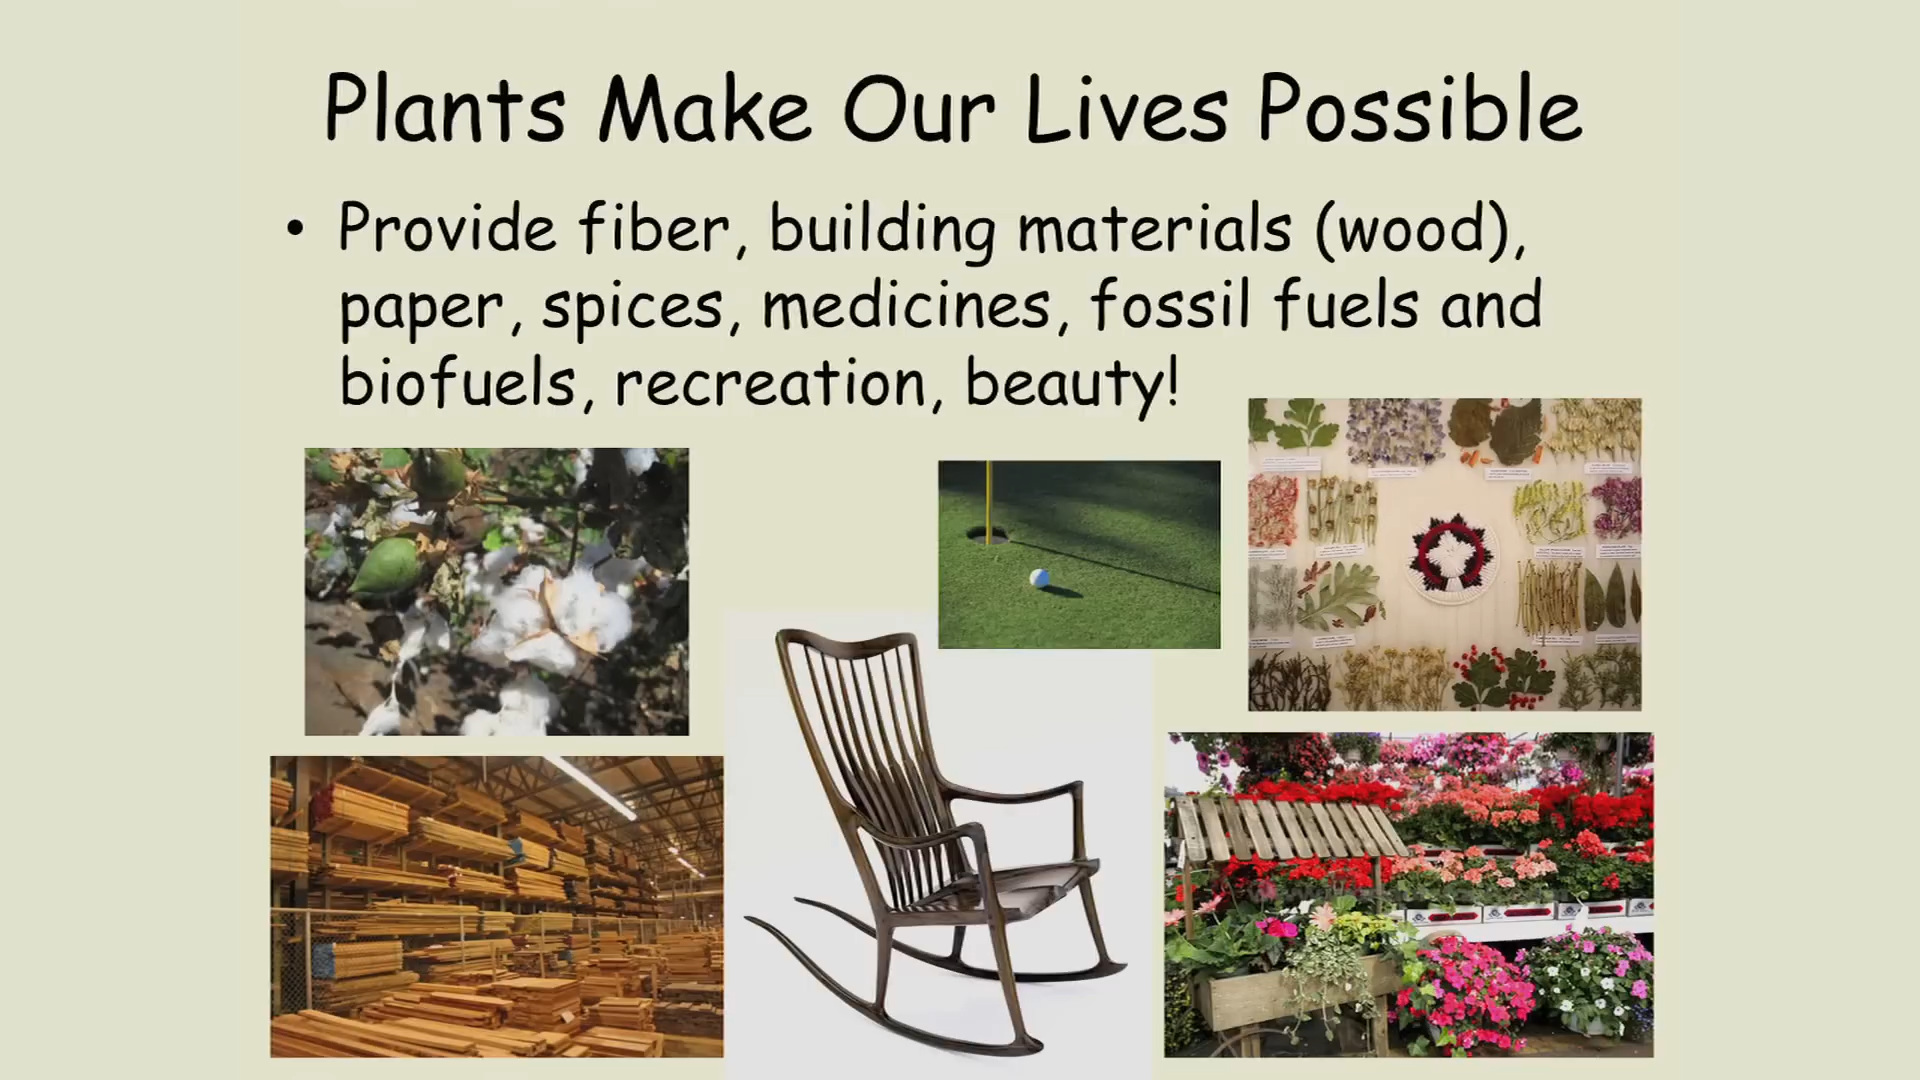 Plants Make Our Lives Possible
• Provide fiber, building materials (wood),
paper, spices, medicines, fossil fuels and
biofuels, recreation, beauty!